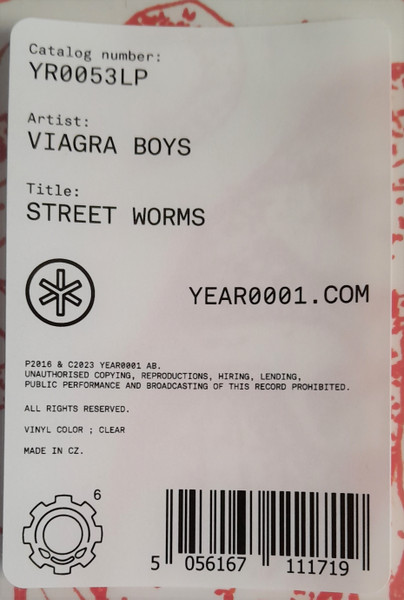 Catalog number:
YR0053LP
Artist:
VIAGRA BOYS
Title:
STREET WORMS
YEAR0001.COM
P2016 & C2023 YEAR0001 AB.
UNAUTHORISED COPYING, REPRODUCTIONS, HIRING, LENDING,
PUBLIC PERFORMANCE AND BROADCASTING OF THIS RECORD PROHIBITED.
ALL RIGHTS RESERVED.
VINYL COLOR ; CLEAR
MADE IN CZ.
6
5 056167 111719